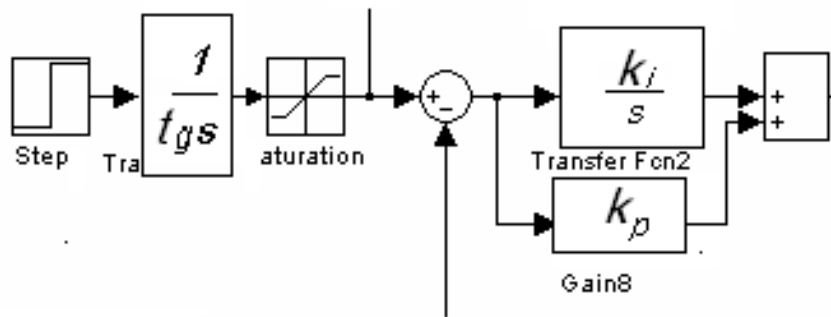 Step
1
t_g s
Tra
aturation
+
-
k_i
s
Transfer Fcn2
k_p
Gain8
+
+